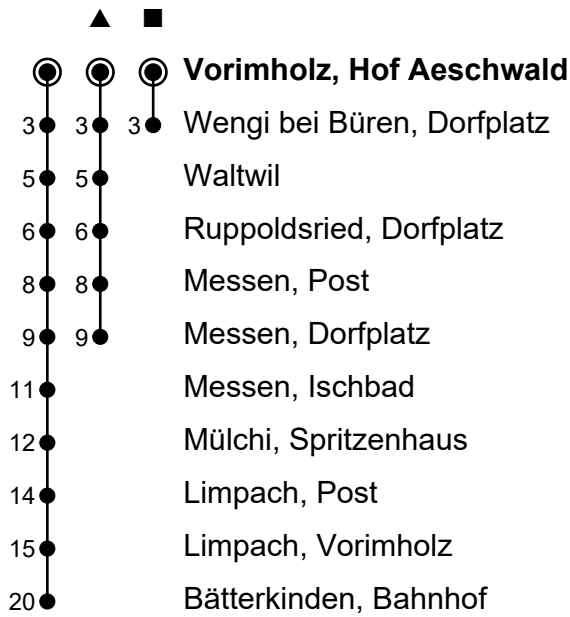 ▲ ■
Vorimholz, Hof Aeschwald
3 3 3 Wengi bei Büren, Dorfplatz
5 5 Waltwil
6 6 Ruppoldsried, Dorfplatz
8 8 Messen, Post
9 9 Messen, Dorfplatz
11 Messen, Ischbad
12 Mülchi, Spritzenhaus
14 Limpach, Post
15 Limpach, Vorimholz
20 Bätterkinden, Bahnhof